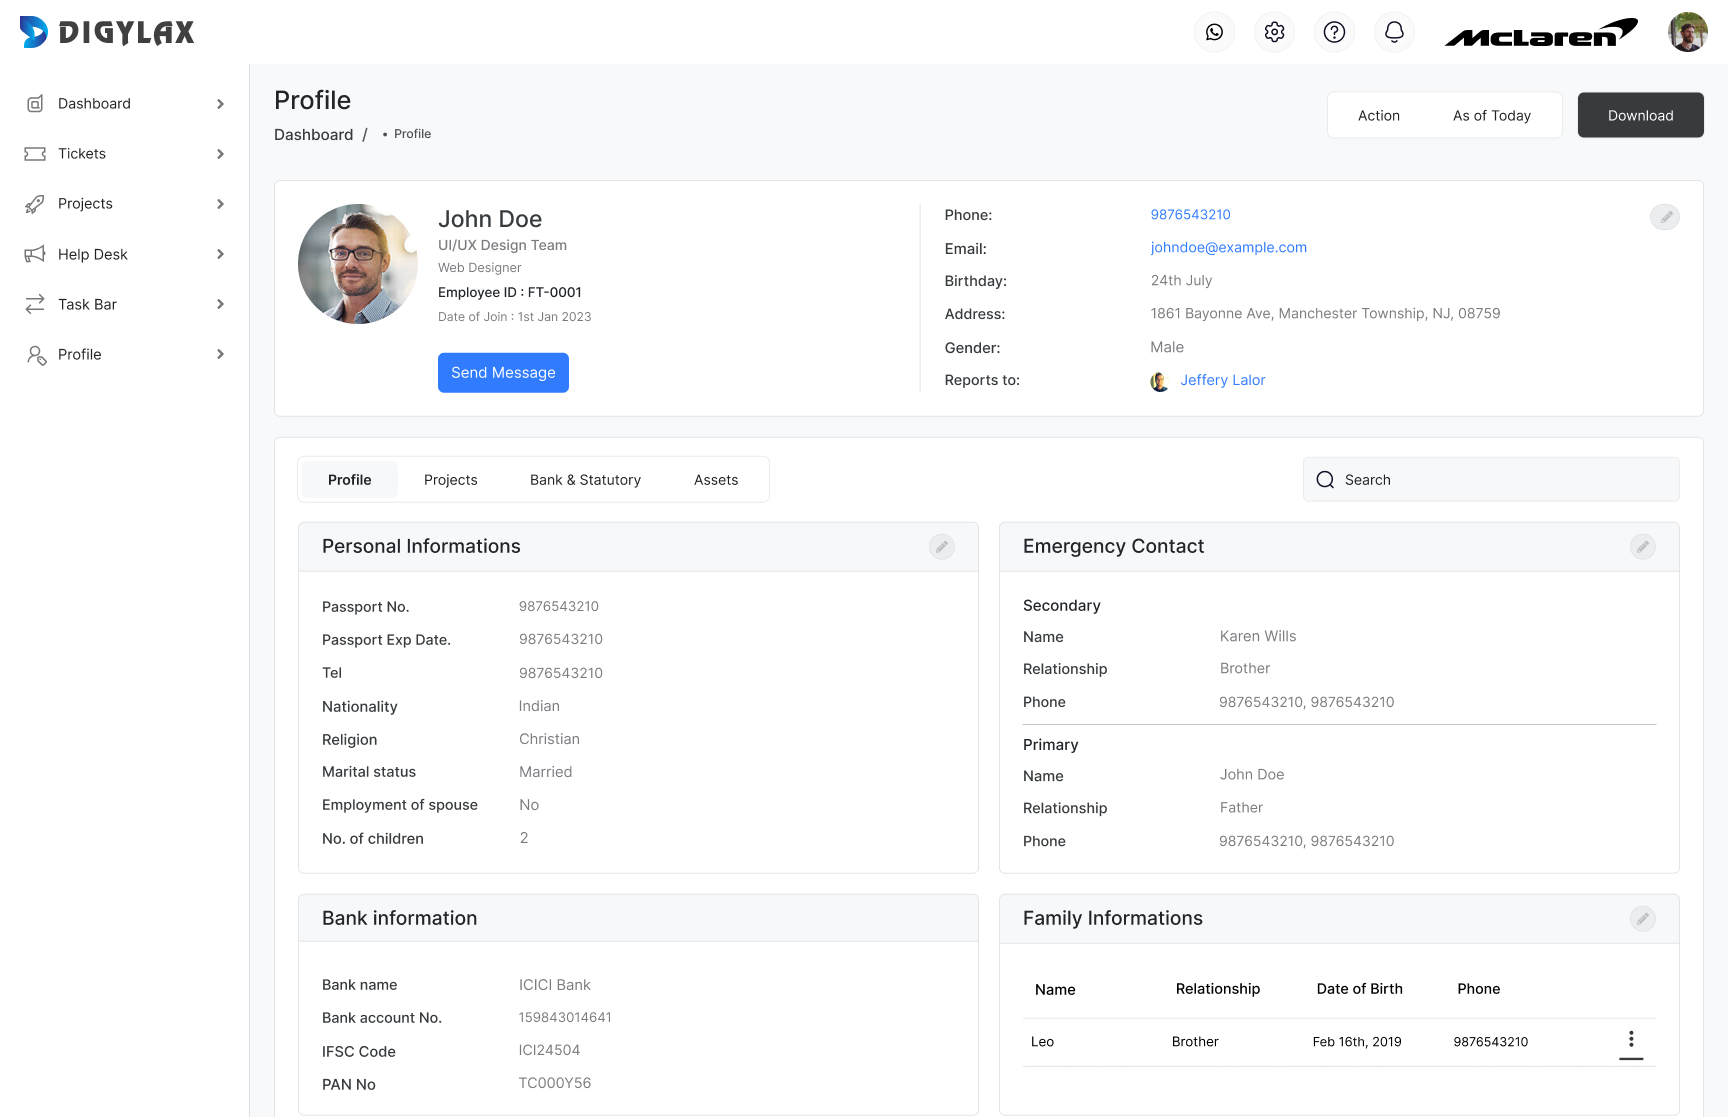 DIGYLAX
McLaren
Dashboard
Tickets
Projects
Help Desk
Task Bar
Profile
Profile
Dashboard / • Profile
Action As of Today Download
John Doe
UI/UX Design Team
Web Designer
Employee ID : FT-0001
Date of Join : 1st Jan 2023
Send Message
Phone: 9876543210
Email: johndoe@example.com
Birthday: 24th July
Address: 1861 Bayonne Ave, Manchester Township, NJ, 08759
Gender: Male
Reports to: Jeffery Lalor
Profile Projects Bank & Statutory Assets
Search
Personal Informations
Passport No. 9876543210
Passport Exp Date. 9876543210
Tel 9876543210
Nationality Indian
Religion Christian
Marital status Married
Employment of spouse No
No. of children 2
Emergency Contact
Secondary
Name Karen Wills
Relationship Brother
Phone 9876543210, 9876543210
Primary
Name John Doe
Relationship Father
Phone 9876543210, 9876543210
Bank information
Bank name ICICI Bank
Bank account No. 159843014641
IFSC Code ICI24504
PAN No TC000Y56
Family Informations
Name Relationship Date of Birth Phone
Leo Brother Feb 16th, 2019 9876543210